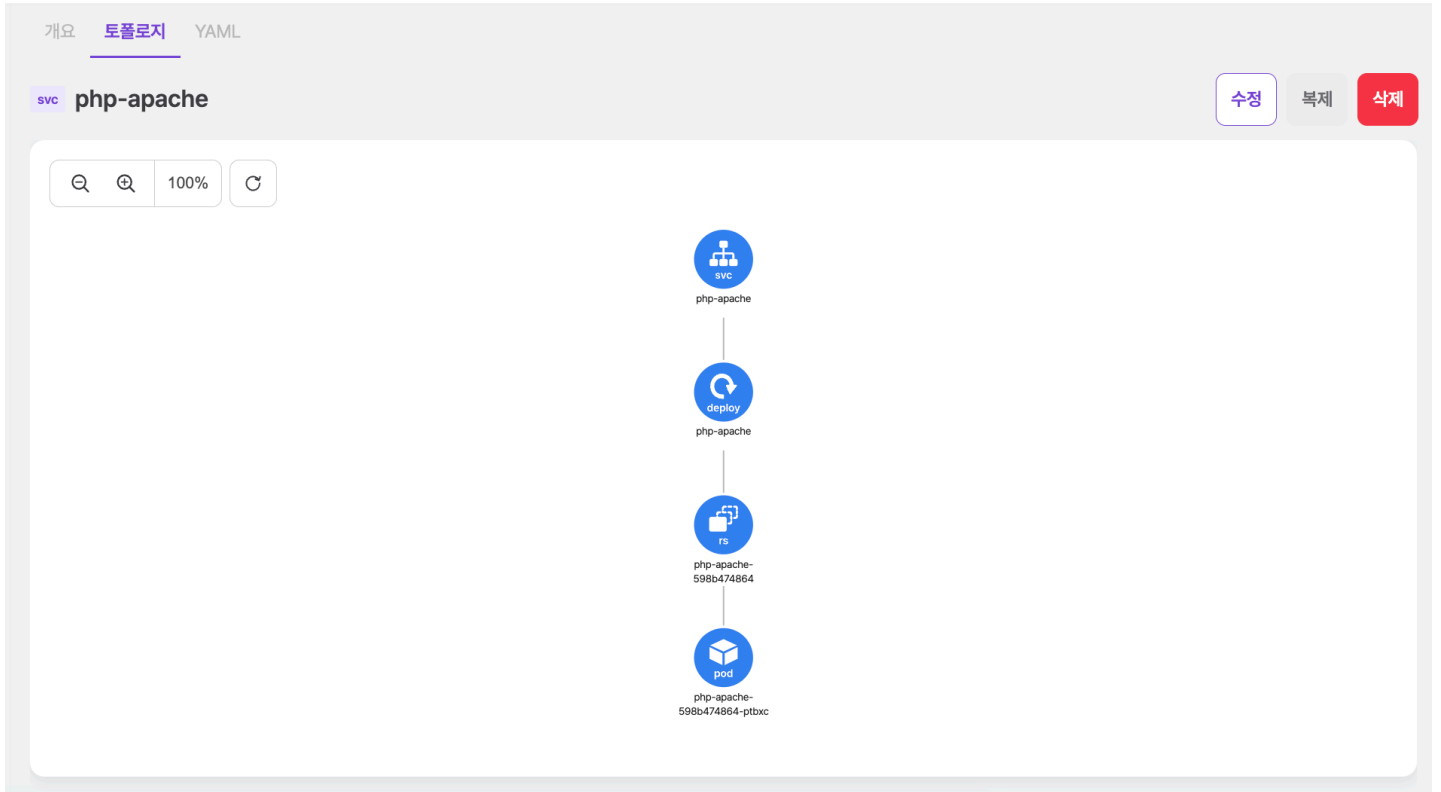 개요 토폴로지 YAML
svc php-apache
수정 복제 삭제
100%
svc
php-apache
deploy
php-apache
rs
php-apache-
598b474864
pod
php-apache-
598b474864-ptbxc